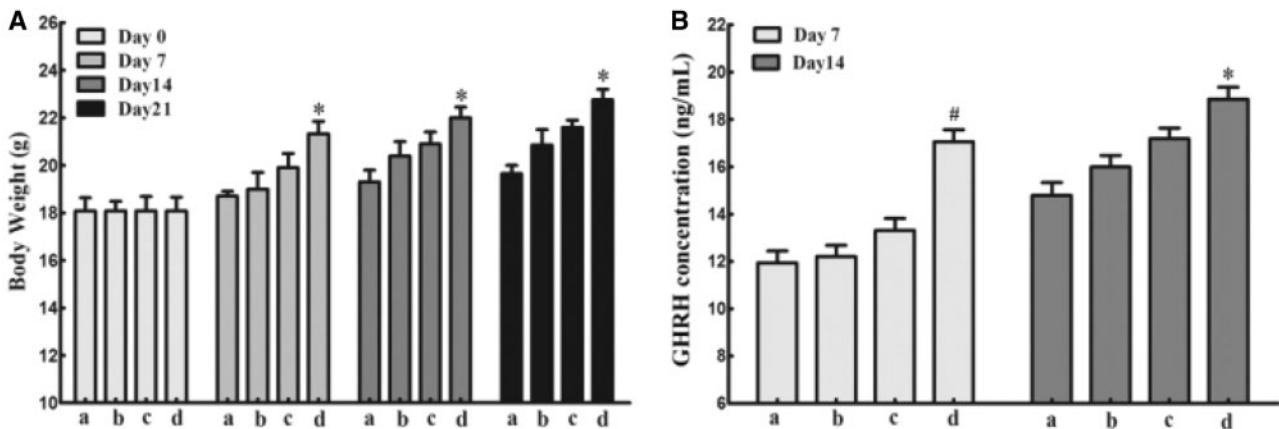 A
Body Weight (g)
26
24
22
20
18
16
14
12
10
Day 0
Day 7
Day14
Day21
*
*
*
a b c d a b c d a b c d a b c d
B
GHRH concentration (ng/mL)
22
20
18
16
14
12
10
8
6
Day 7
Day14
#
*
a b c d a b c d